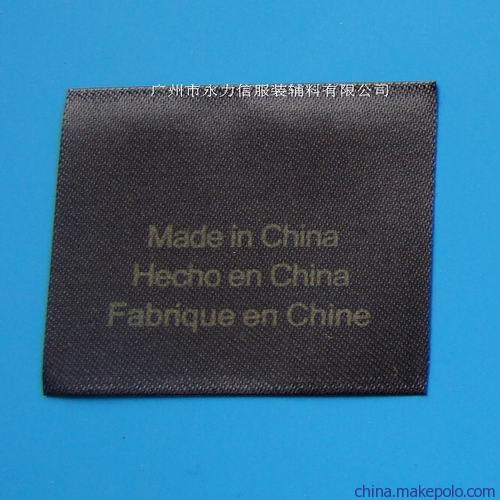 广州市永力信服装辅料有限公司
Made in China
Hecho en China
Fabrique en Chine
china.makepolo.com